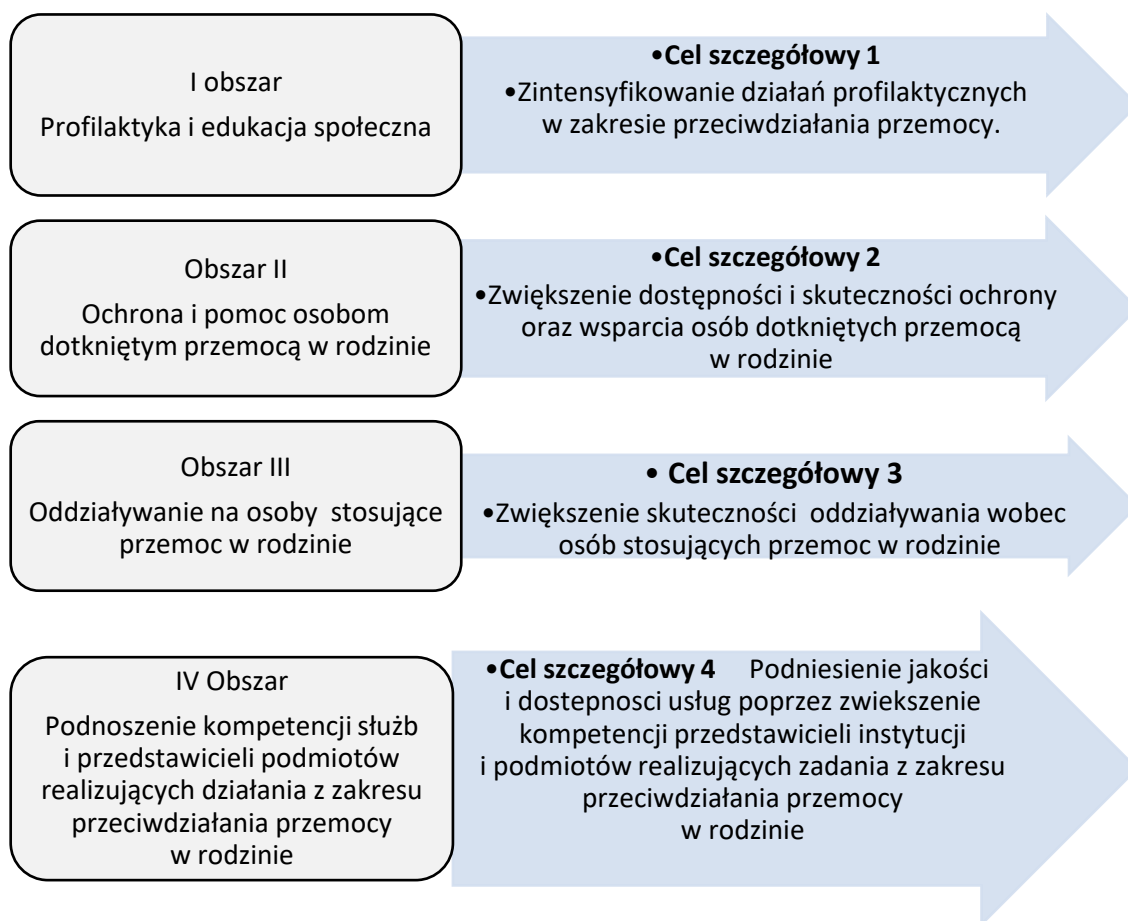 I obszar
Profilaktyka i edukacja społeczna
•Cel szczegółowy 1
•Zintensyfikowanie działań profilaktycznych
w zakresie przeciwdziałania przemocy.
Obszar II
Ochrona i pomoc osobom
dotkniętym przemocą w rodzinie
•Cel szczegółowy 2
•Zwiększenie dostępności i skuteczności ochrony
oraz wsparcia osób dotkniętych przemocą
w rodzinie
Obszar III
Oddziaływanie na osoby stosujące
przemoc w rodzinie
• Cel szczegółowy 3
•Zwiększenie skuteczności oddziaływania wobec
osób stosujących przemoc w rodzinie
IV Obszar
Podnoszenie kompetencji służb
i przedstawicieli podmiotów
realizujących działania z zakresu
przeciwdziałania przemocy
w rodzinie
•Cel szczegółowy 4 Podniesienie jakości
i dostepnosci usług poprzez zwiekszenie
kompetencji przedstawicieli instytucji
i podmiotów realizujących zadania z zakresu
przeciwdziałania przemocy
w rodzinie